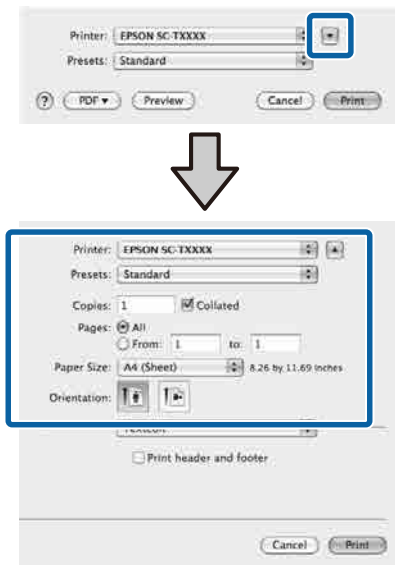 Printer: EPSON SC-TXXXX
Presets: Standard
? PDF▼ Preview Cancel Print
Printer: EPSON SC-TXXXX
Presets: Standard
Copies: 1 Collated
Pages: All
From: 1 to: 1
Paper Size: A4 (Sheet) 8.26 by 11.69 inches
Orientation:
Print header and footer
Cancel Print